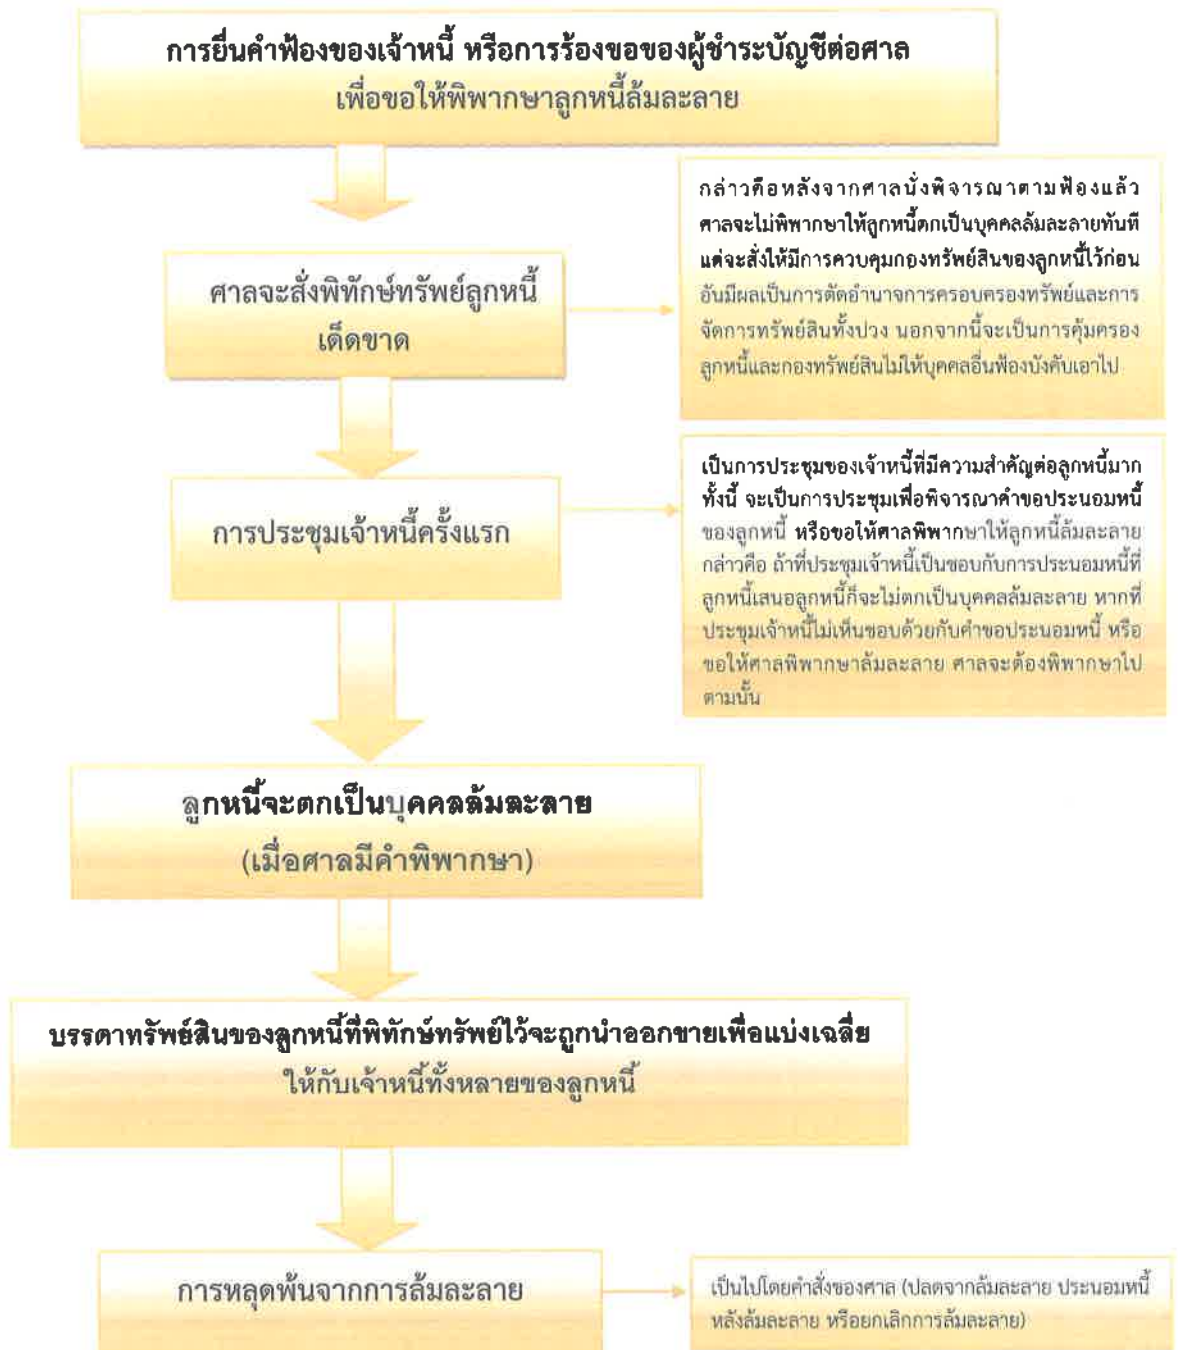 การยื่นคำฟ้องของเจ้าหนี้ หรือการร้องขอของผู้ชำระบัญชีต่อศาล
เพื่อขอให้พิพากษาลูกหนี้ล้มละลาย
ศาลจะสั่งพิทักษ์ทรัพย์ลูกหนี้
เด็ดขาด
กล่าวคือหลังจากศาลนั่งพิจารณาตามฟ้องแล้ว
ศาลจะไม่พิพากษาให้ลูกหนี้ตกเป็นบุคคลล้มละลายทันที
แต่จะสั่งให้มีการควบคุมกองทรัพย์สินของลูกหนี้ไว้ก่อน
อันมีผลเป็นการตัดอำนาจการครอบครองทรัพย์และการ
จัดการทรัพย์สินทั้งปวง นอกจากนี้จะเป็นการคุ้มครอง
ลูกหนี้และกองทรัพย์สินไม่ให้บุคคลอื่นฟ้องบังคับเอาไป
การประชุมเจ้าหนี้ครั้งแรก
เป็นการประชุมของเจ้าหนี้ที่มีความสำคัญต่อลูกหนี้มาก
ทั้งนี้ จะเป็นการประชุมเพื่อพิจารณาคำขอประนอมหนี้
ของลูกหนี้ หรือขอให้ศาลพิพากษาให้ลูกหนี้ล้มละลาย
กล่าวคือ ถ้าที่ประชุมเจ้าหนี้เป็นชอบกับการประนอมหนี้ที่
ลูกหนี้เสนอลูกหนี้ก็จะไม่ตกเป็นบุคคลล้มละลาย หากที่
ประชุมเจ้าหนี้ไม่เห็นชอบด้วยกับคำขอประนอมหนี้ หรือ
ขอให้ศาลพิพากษาล้มละลาย ศาลจะต้องพิพากษาไป
ตามนั้น
ลูกหนี้จะตกเป็นบุคคลล้มละลาย
(เมื่อศาลมีคำพิพากษา)
บรรดาทรัพย์สินของลูกหนี้ที่พิทักษ์ทรัพย์ไว้จะถูกนำออกขายเพื่อแบ่งเฉลี่ย
ให้กับเจ้าหนี้ทั้งหลายของลูกหนี้
การหลุดพ้นจากการล้มละลาย
เป็นไปโดยคำสั่งของศาล (ปลดจากล้มละลาย ประนอมหนี้
หลังล้มละลาย หรือยกเลิกการล้มละลาย)